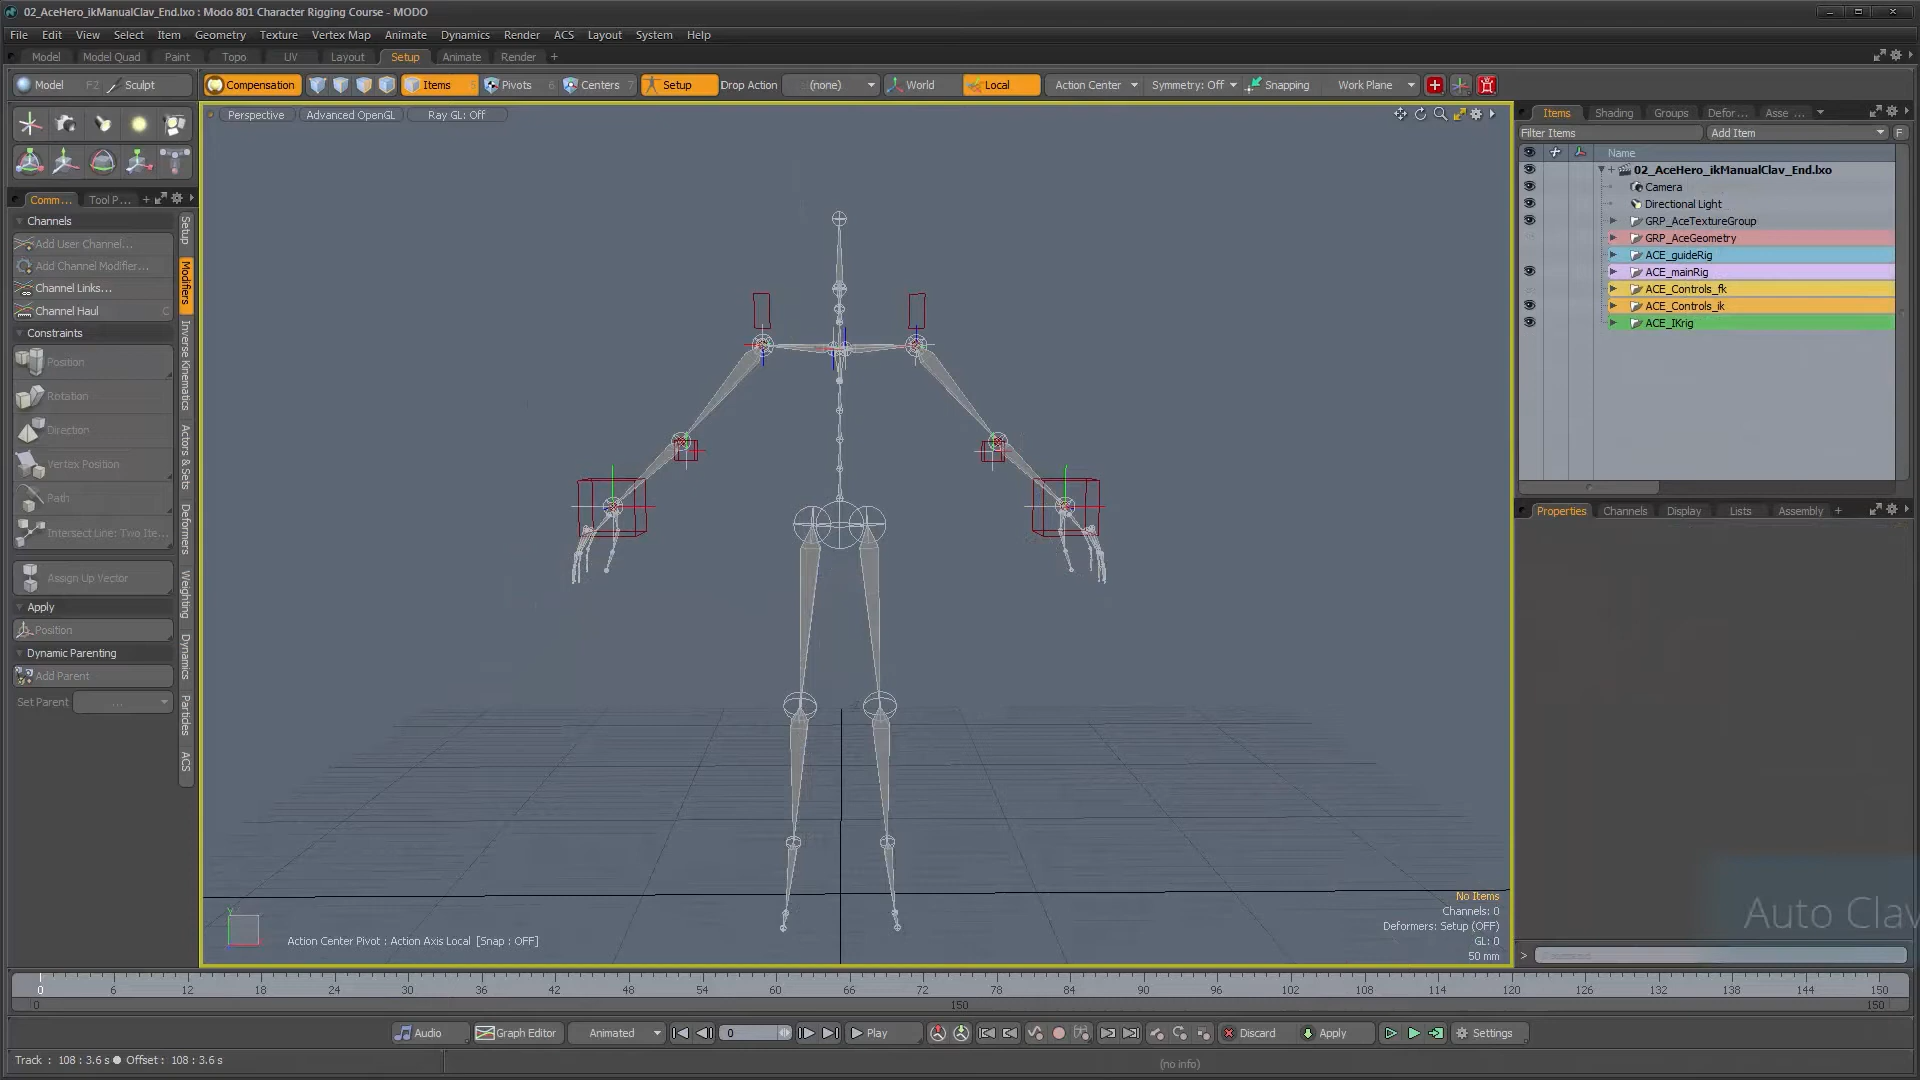 02_AceHero_ikManualClav_End.lxo : Modo 801 Character Rigging Course - MODO
File Edit View Select Item Geometry Texture Vertex Map Animate Dynamics Render ACS Layout System Help
Model Model Quad Paint Topo UV Layout Setup Animate Render +
Model F2 Sculpt Compensation Items 5 Pivots 6 Centers 7 Setup Drop Action (none) World Local Action Center Symmetry: Off Snapping Work Plane
Perspective Advanced OpenGL Ray GL: Off
Items Shading Groups Defor... Asse ...
Filter Items Add Item F
Name
02_AceHero_ikManualClav_End.lxo
Camera
Directional Light
GRP_AceTextureGroup
GRP_AceGeometry
ACE_guideRig
ACE_mainRig
ACE_Controls_fk
ACE_Controls_ik
ACE_IKrig
Comm... Tool P... +
Channels
Add User Channel...
Add Channel Modifier...
Channel Links...
Channel Haul C
Constraints
Position
Rotation
Direction
Vertex Position
Path
Intersect Line: Two Ite...
Assign Up Vector
Apply
Position
Dynamic Parenting
Add Parent
Set Parent ...
Setup
Modifiers
Inverse Kinematics
Actors & Sets
Deformers
Weighting
Dynamics
Particles
ACS
Properties Channels Display Lists Assembly +
No Items
Channels: 0
Deformers: Setup (OFF)
GL: 0
50 mm
Y
Action Center Pivot : Action Axis Local [Snap : OFF]
Auto Clav
>
0 6 12 18 24 30 36 42 48 54 60 66 72 78 84 90 96 102 108 114 120 126 132 138 144 150
0 150 150
Audio Graph Editor Animated 0 Play Discard Apply Settings
Track : 108 : 3.6 s Offset : 108 : 3.6 s
(no info)